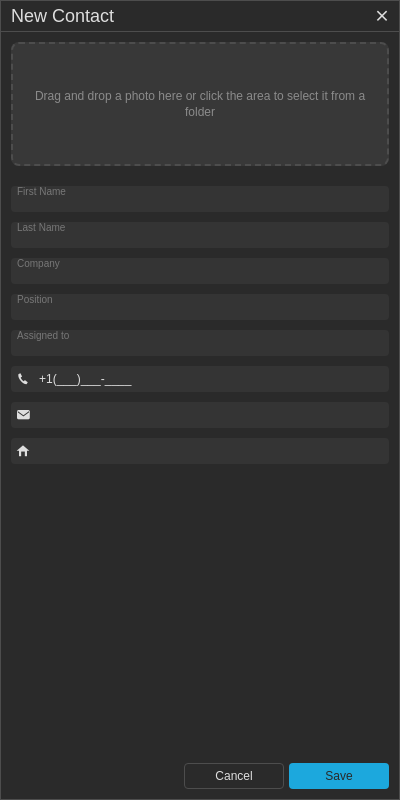 New Contact
Drag and drop a photo here or click the area to select it from a
folder
First Name
Last Name
Company
Position
Assigned to
+1(___)___-____
Cancel
Save